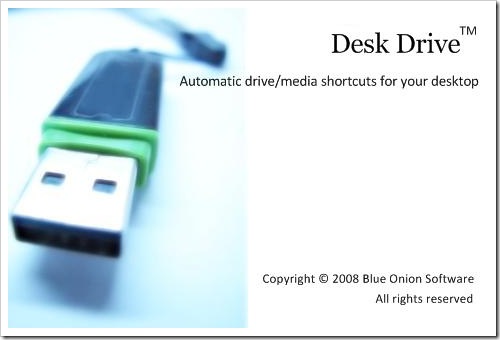 Desk Drive™
Automatic drive/media shortcuts for your desktop
Copyright © 2008 Blue Onion Software
All rights reserved